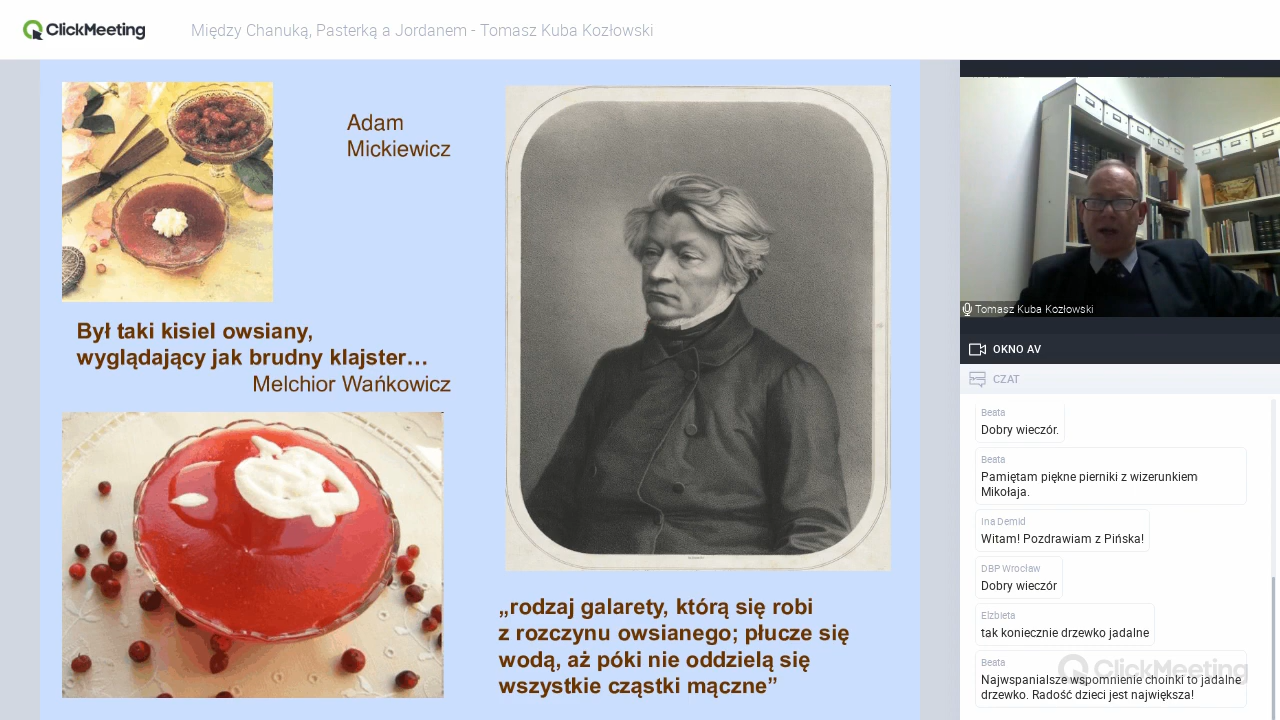 ClickMeeting
Między Chanuką, Pasterką a Jordanem - Tomasz Kuba Kozłowski
Adam
Mickiewicz
Był taki kisiel owsiany,
wyglądający jak brudny klajster…
Melchior Wańkowicz
„rodzaj galarety, którą się robi
z rozczynu owsianego; płucze się
wodą, aż póki nie oddzielą się
wszystkie cząstki mączne”
Tomasz Kuba Kozłowski
OKNO AV
CZAT
Beata
Dobry wieczór.
Beata
Pamiętam piękne pierniki z wizerunkiem
Mikołaja.
Ina Demid
Witam! Pozdrawiam z Pińska!
DBP Wrocław
Dobry wieczór
Elzbieta
tak koniecznie drzewko jadalne
Beata
Najwspanialsze wspomnienie choinki to jadalne
drzewko. Radość dzieci jest największa!
ClickMeeting